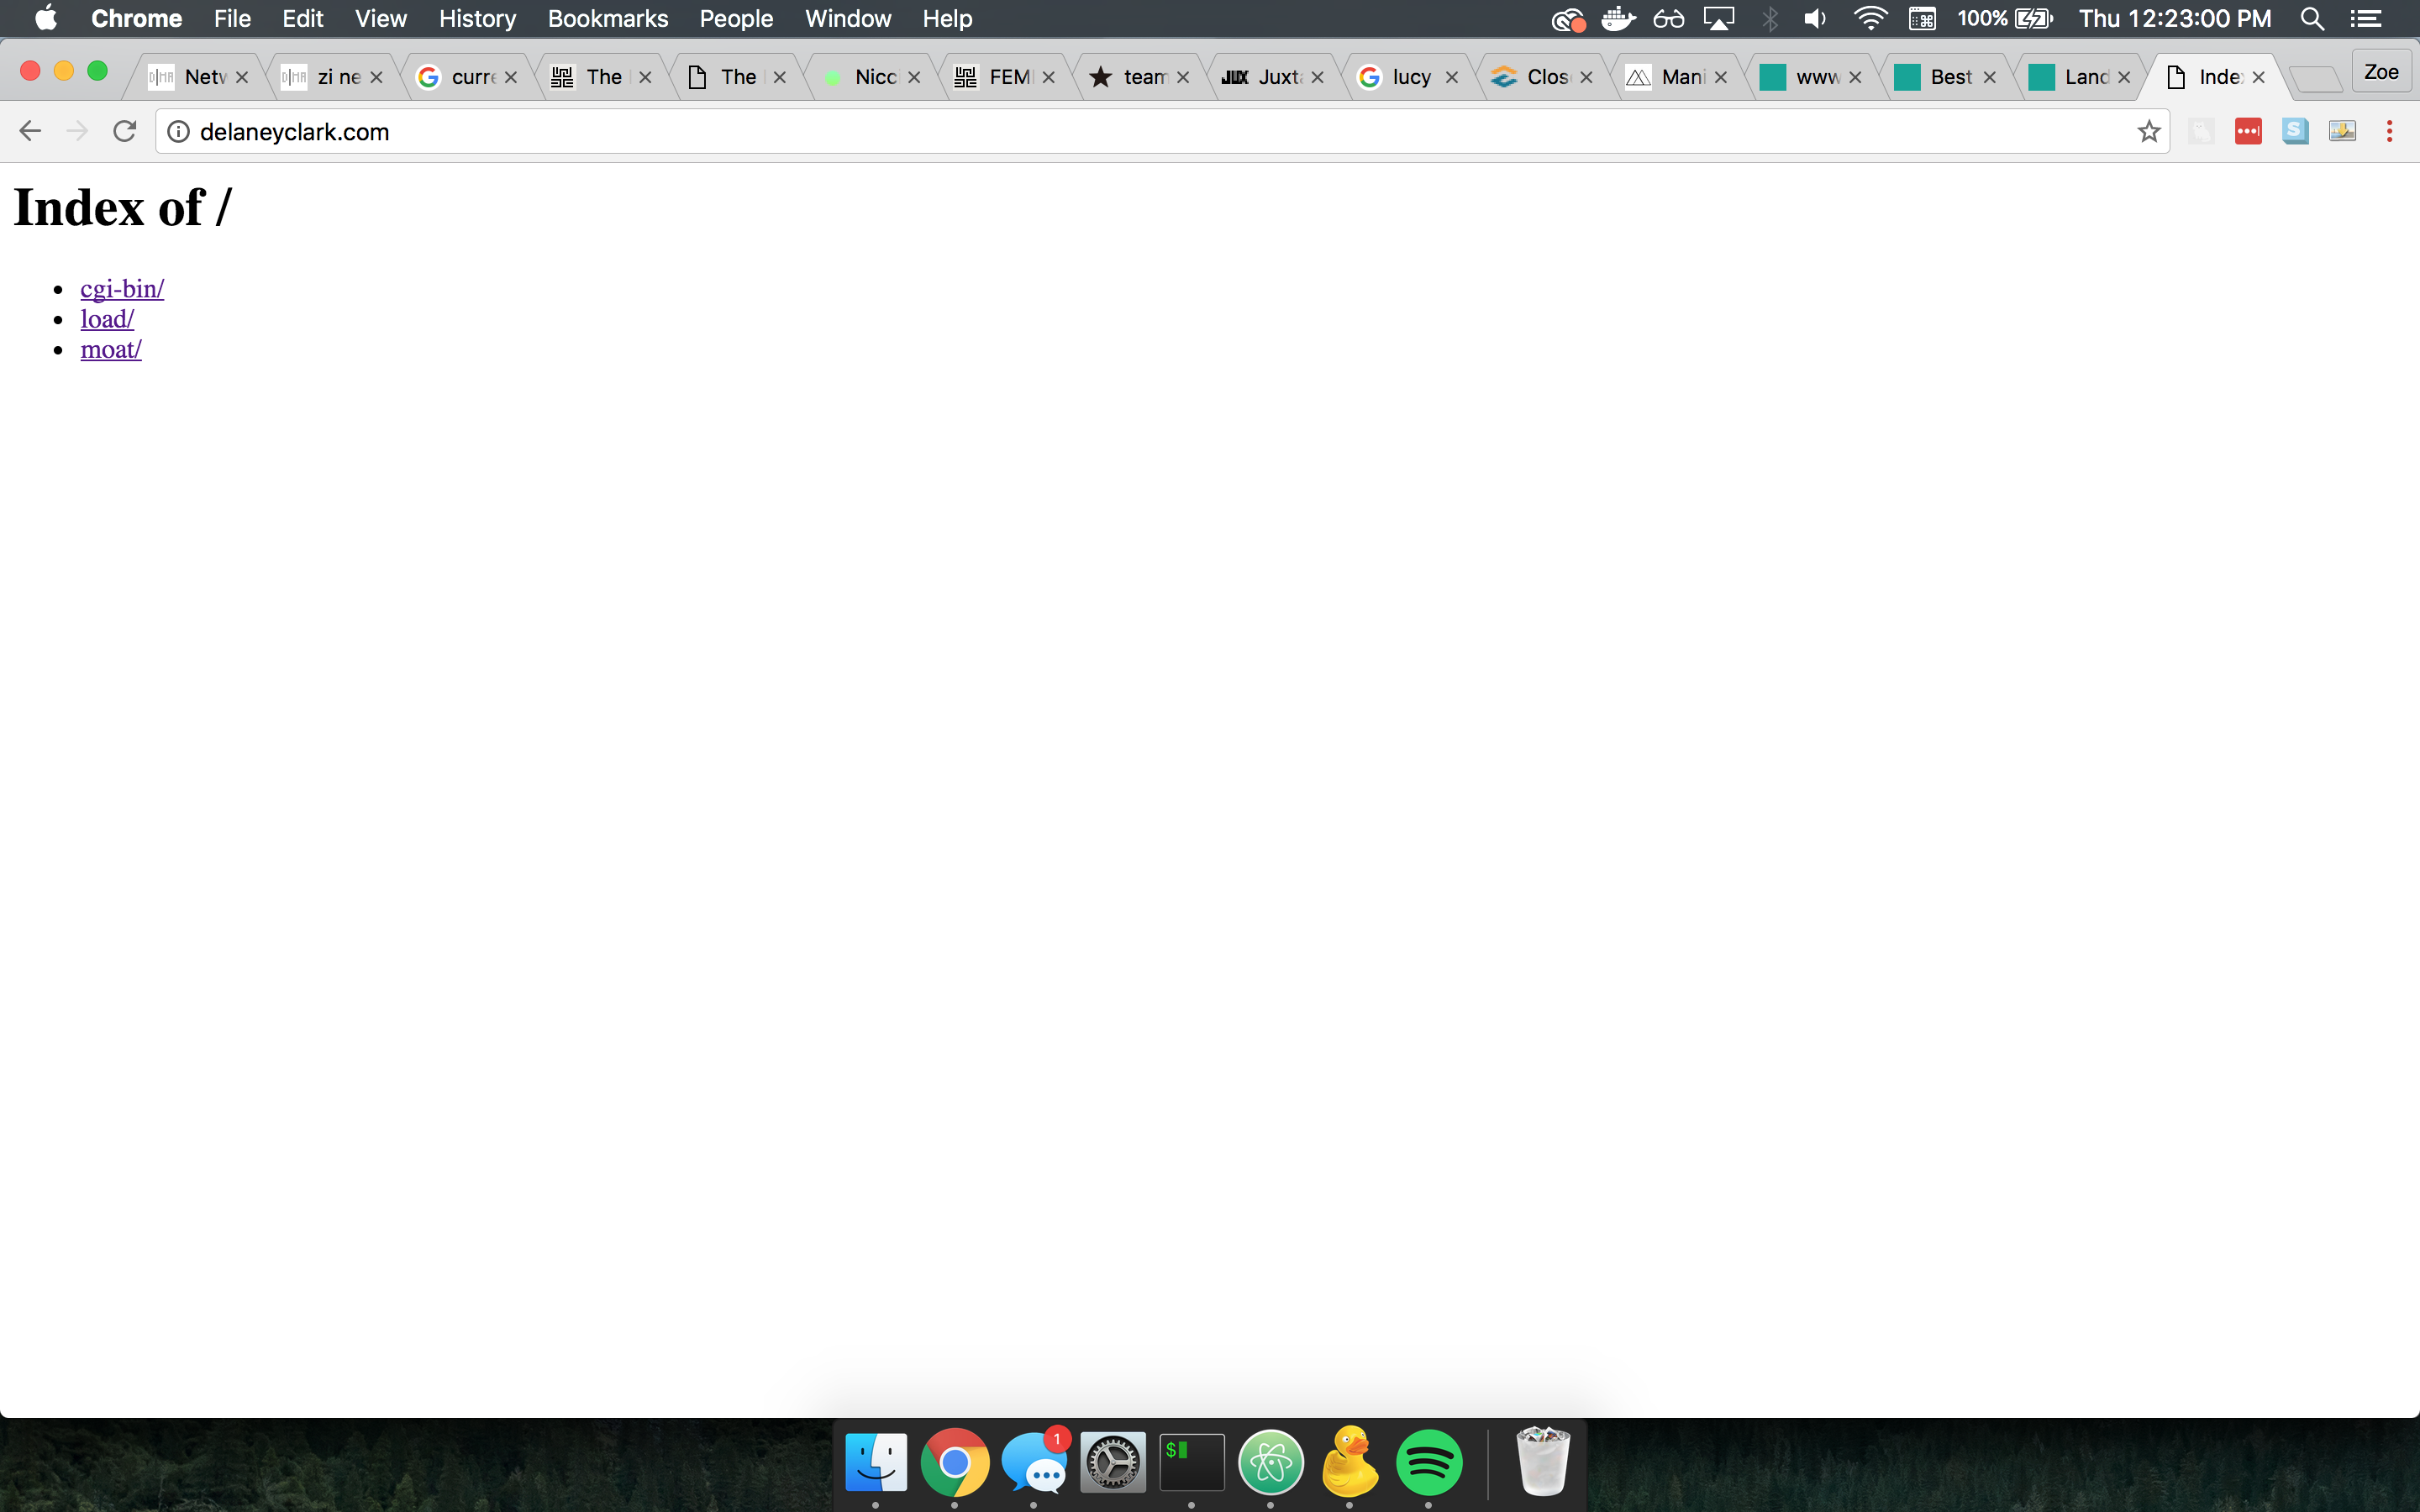 Chrome File Edit View History Bookmarks People Window Help 100% Thu 12:23:00 PM
Netw zi ne curre The The Nicc FEM team JUX Juxt lucy Clos Mani www Best Land Inde Zoe
delaneyclark.com
Index of /
cgi-bin/
load/
moat/
1
$